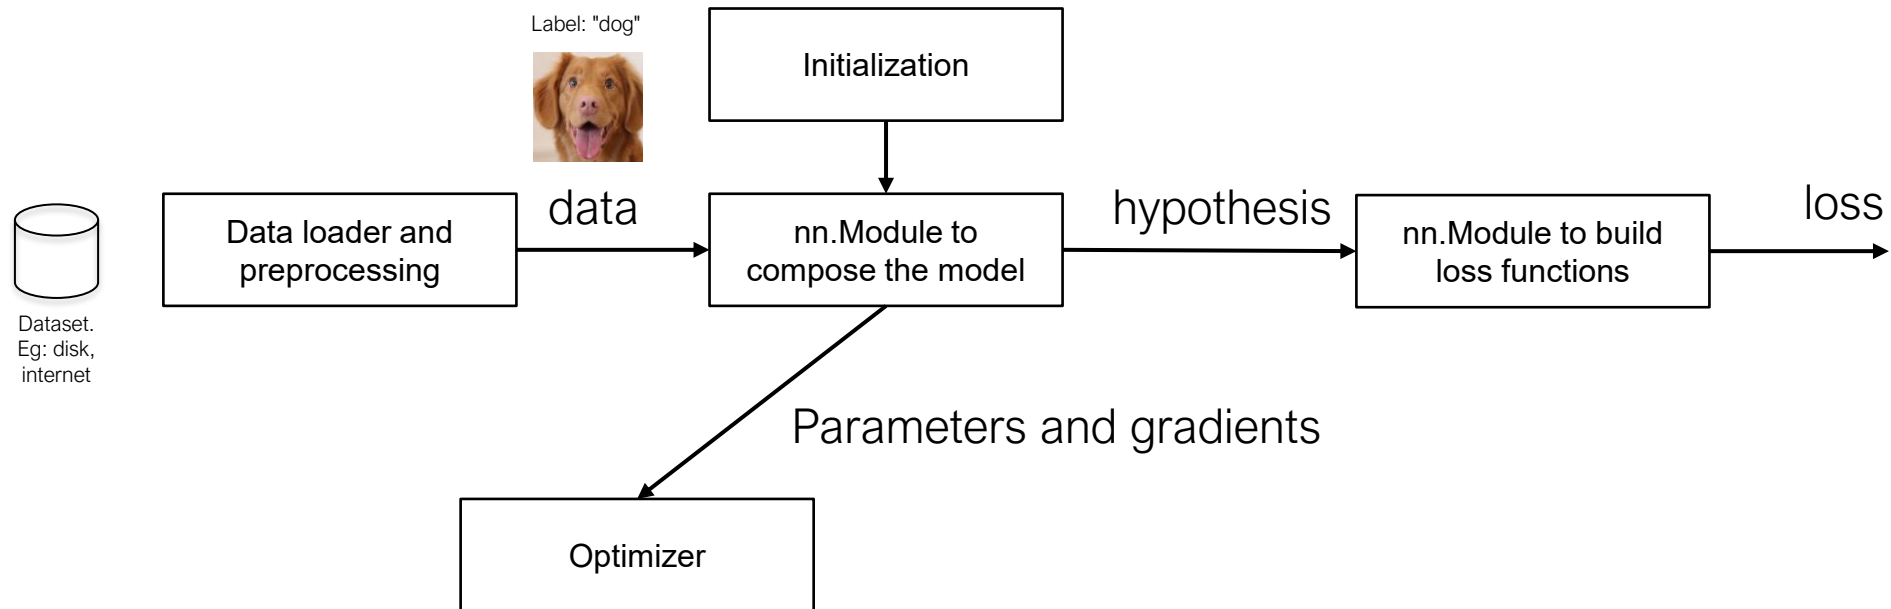 Label: "dog"
Initialization
data
hypothesis
loss
Data loader and
preprocessing
nn.Module to
compose the model
nn.Module to build
loss functions
Dataset.
Eg: disk,
internet
Parameters and gradients
Optimizer